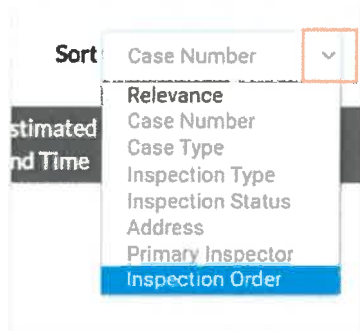 Sort Case Number
Relevance
Case Number
Case Type
Inspection Type
Inspection Status
Address
Primary Inspector
Inspection Order
stimated
nd Time